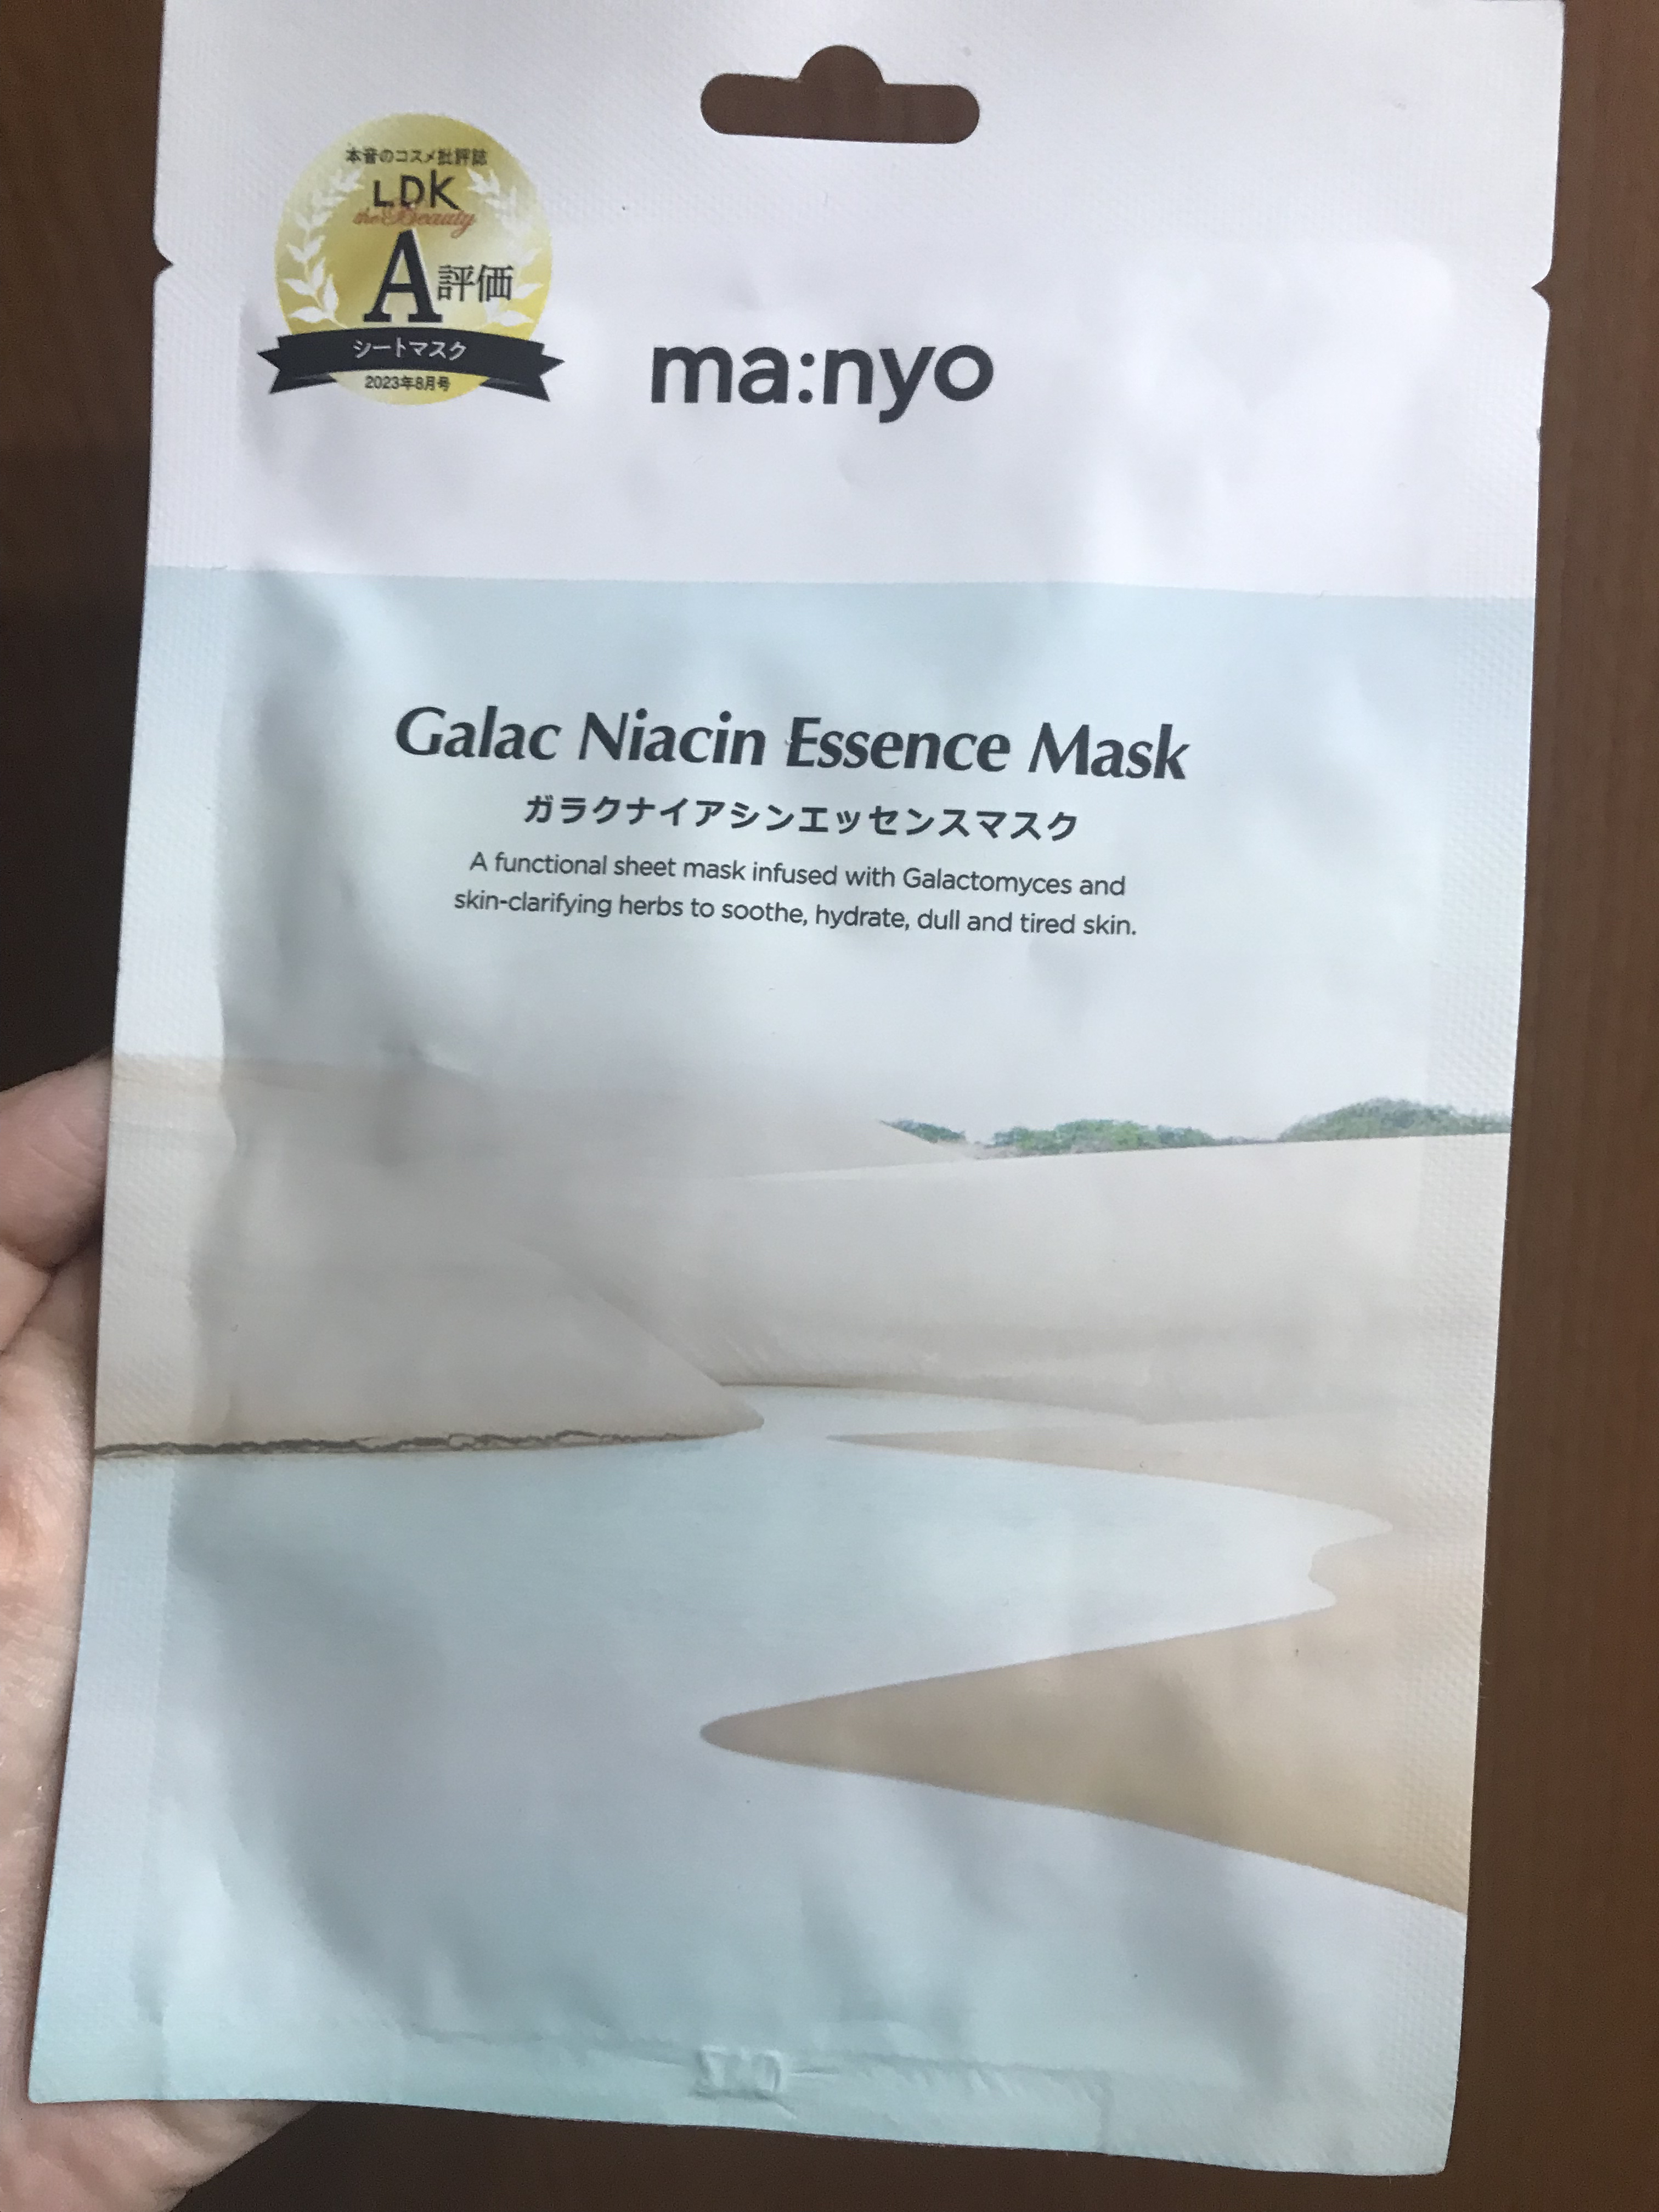 本音のコスメ批評誌
LDK
the Beauty
A評価
シートマスク
2023年8月号
ma:nyo
Galac Niacin Essence Mask
ガラクナイアシンエッセンスマスク
A functional sheet mask infused with Galactomyces and
skin-clarifying herbs to soothe, hydrate, dull and tired skin.